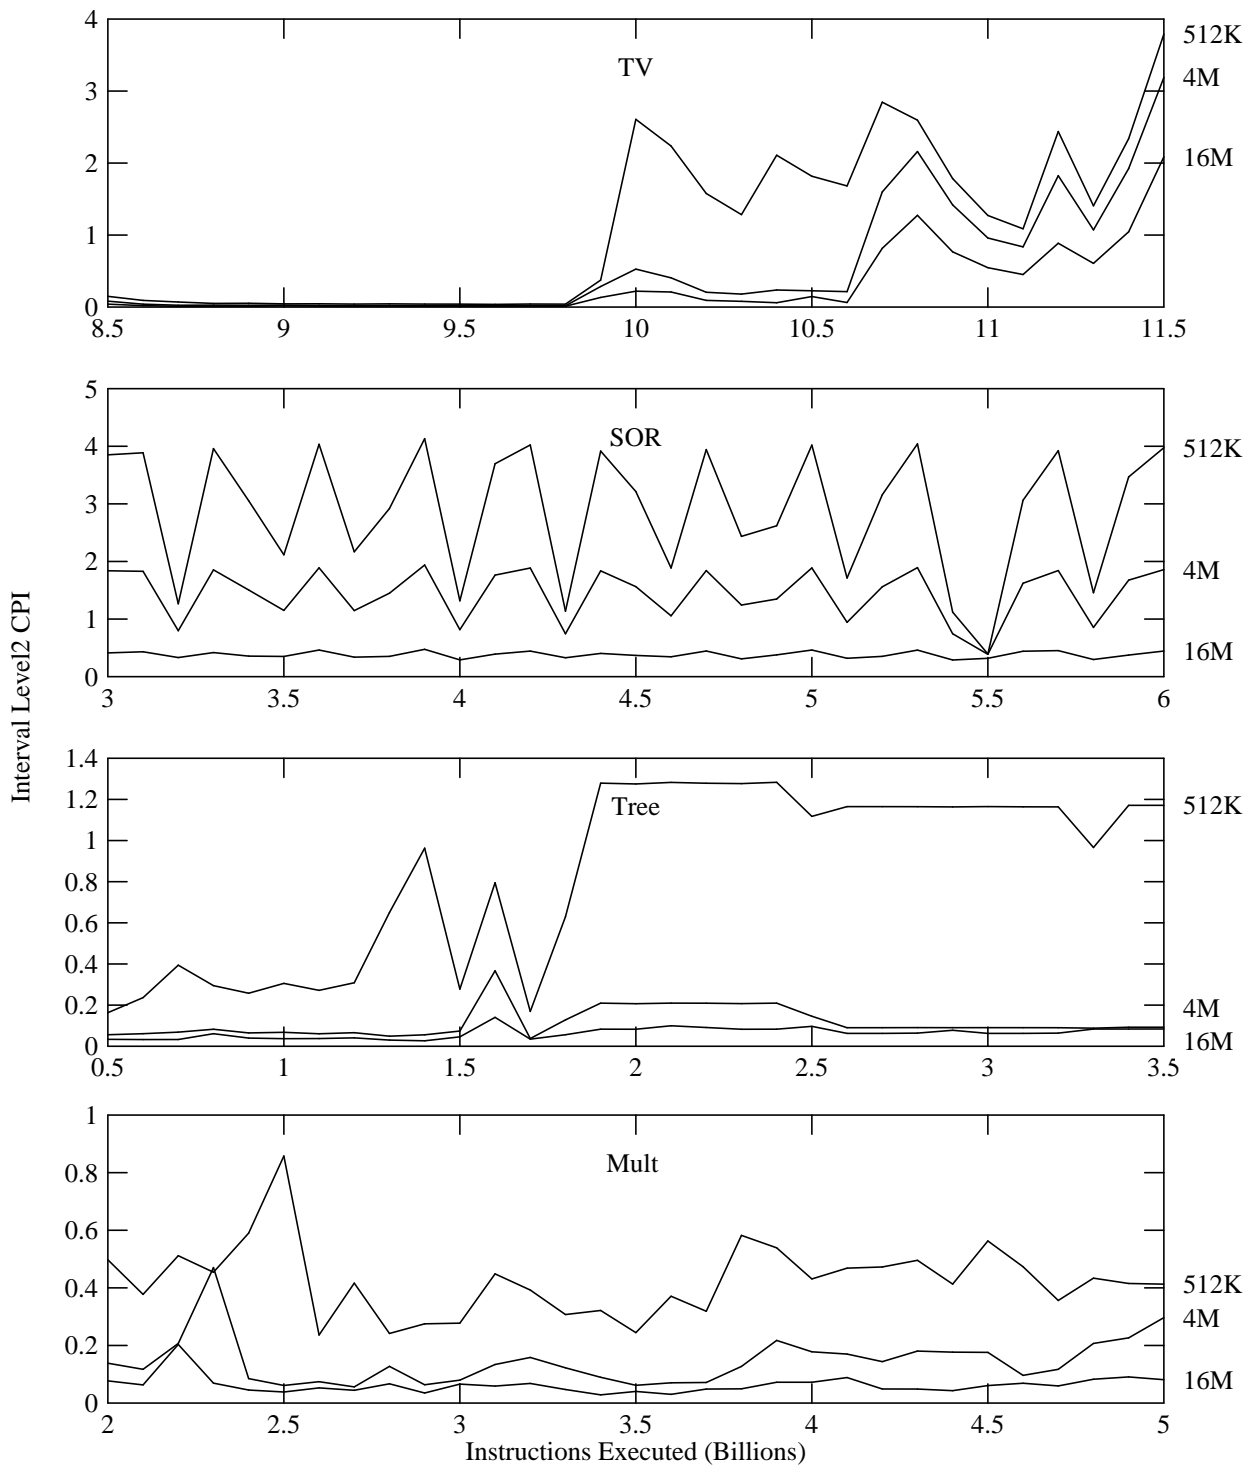 4
3
2
1
0
TV
512K
4M
16M
8.5 9 9.5 10 10.5 11 11.5
5
4
3
2
1
0
SOR
512K
4M
16M
3 3.5 4 4.5 5 5.5 6
Interval Level2 CPI
1.4
1.2
1
0.8
0.6
0.4
0.2
0
Tree
512K
4M
16M
0.5 1 1.5 2 2.5 3 3.5
1
0.8
0.6
0.4
0.2
0
Mult
512K
4M
16M
2 2.5 3 3.5 4 4.5 5
Instructions Executed (Billions)